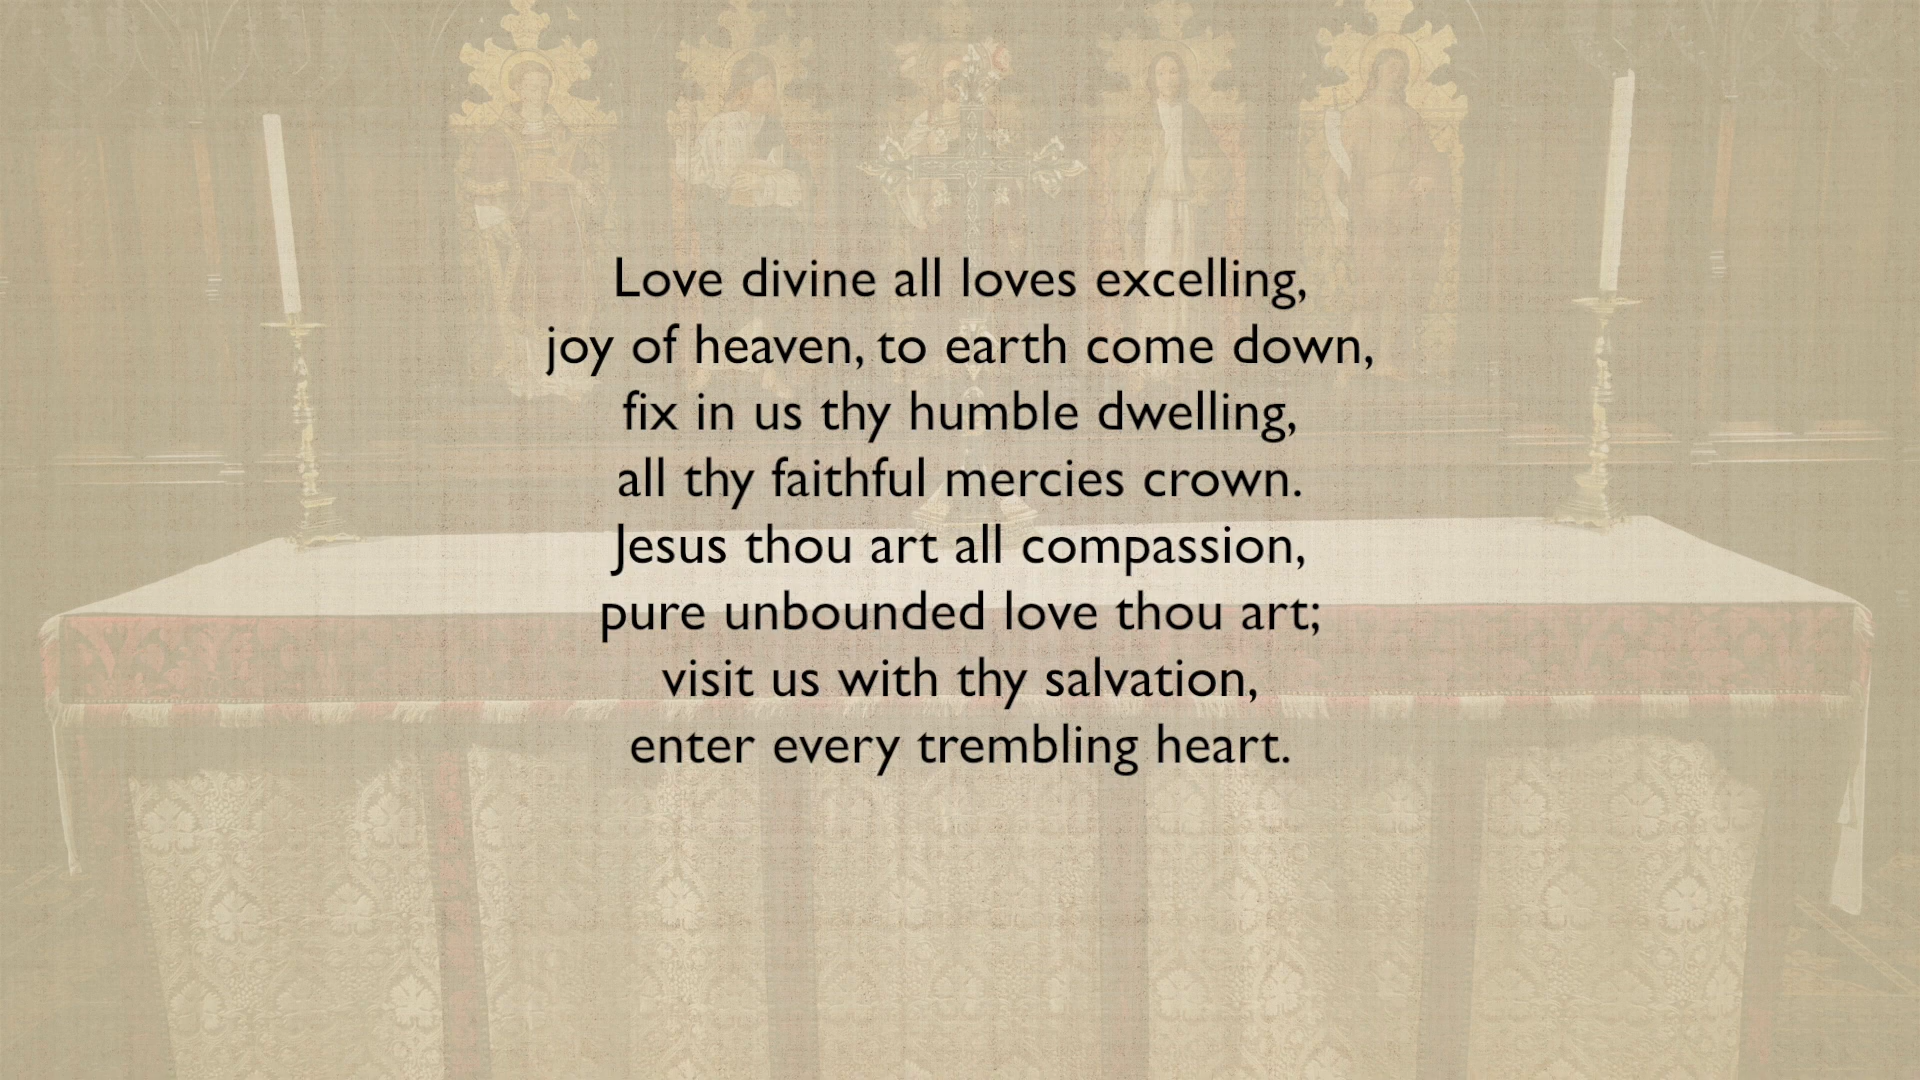 Love divine all loves excelling,
joy of heaven, to earth come down,
fix in us thy humble dwelling,
all thy faithful mercies crown.
Jesus thou art all compassion,
pure unbounded love thou art;
visit us with thy salvation,
enter every trembling heart.